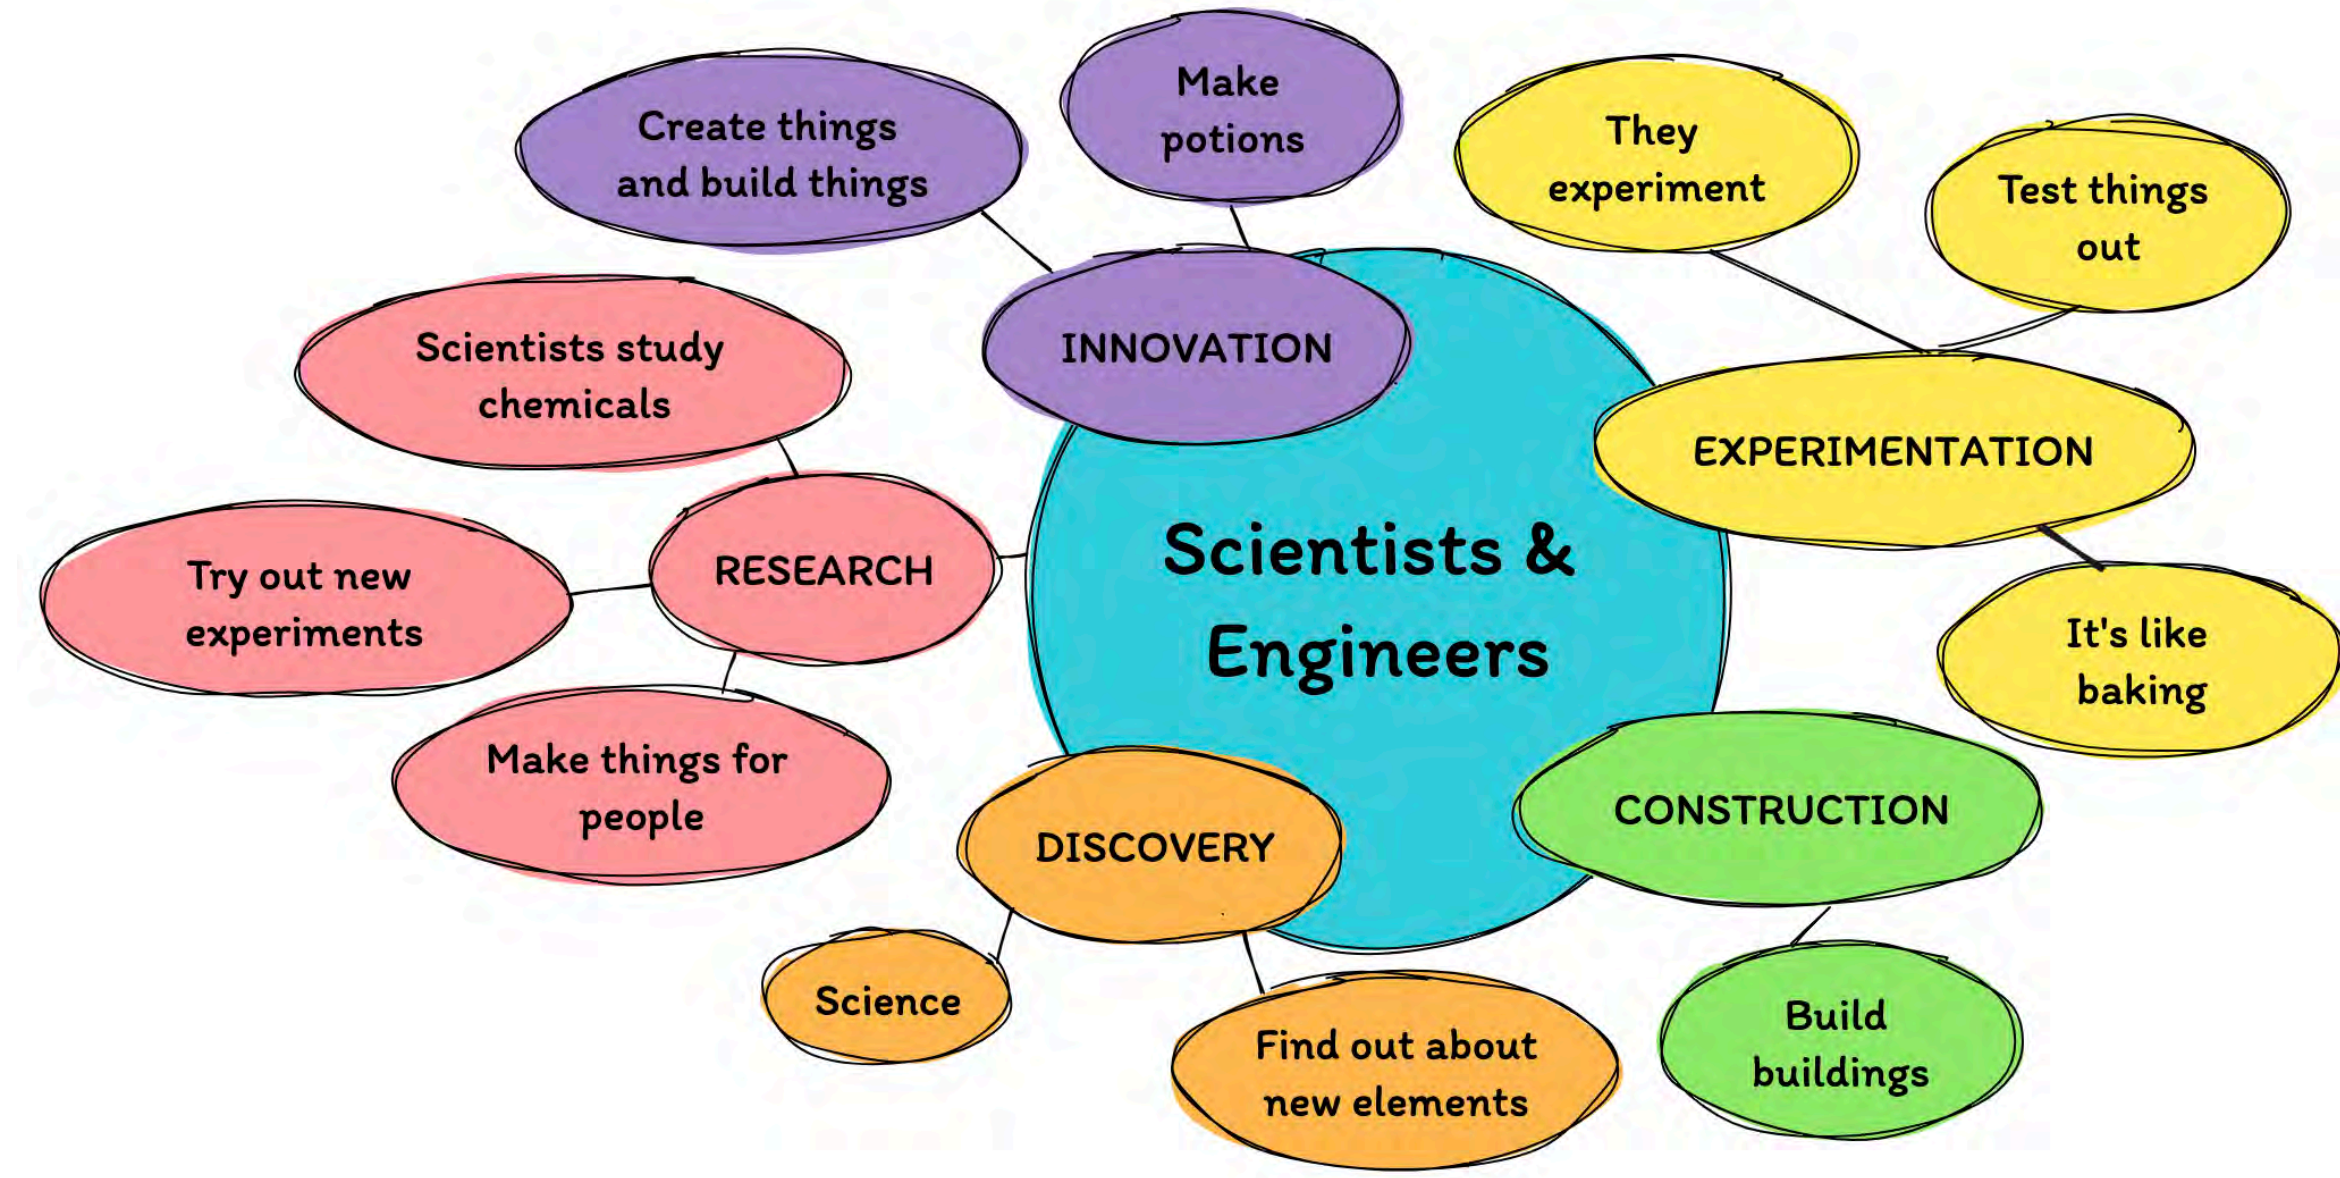 Make
potions
Create things
and build things
INNOVATION
They
experiment
Test things
out
EXPERIMENTATION
It's like
baking
Scientists study
chemicals
Try out new
experiments
RESEARCH
Make things for
people
Scientists &
Engineers
DISCOVERY
Science
Find out about
new elements
CONSTRUCTION
Build
buildings